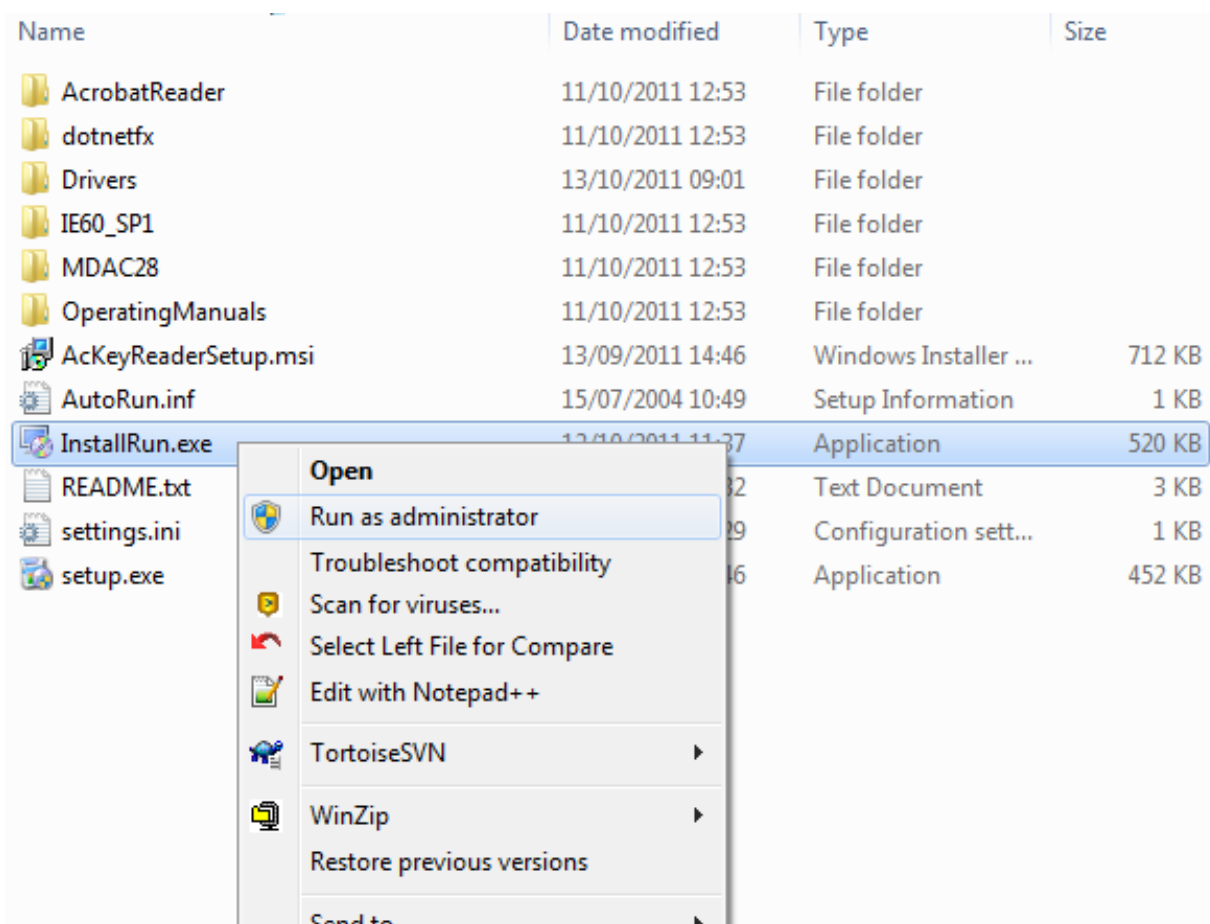 Name Date modified Type Size
AcrobatReader 11/10/2011 12:53 File folder
dotnetfx 11/10/2011 12:53 File folder
Drivers 13/10/2011 09:01 File folder
IE60_SP1 11/10/2011 12:53 File folder
MDAC28 11/10/2011 12:53 File folder
OperatingManuals 11/10/2011 12:53 File folder
AcKeyReaderSetup.msi 13/09/2011 14:46 Windows Installer ... 712 KB
AutoRun.inf 15/07/2004 10:49 Setup Information 1 KB
InstallRun.exe Application 520 KB
Open
README.txt 32 Text Document 3 KB
Run as administrator
settings.ini 29 Configuration sett... 1 KB
Troubleshoot compatibility
setup.exe 46 Application 452 KB
Scan for viruses...
Select Left File for Compare
Edit with Notepad++
TortoiseSVN
WinZip
Restore previous versions
Send to